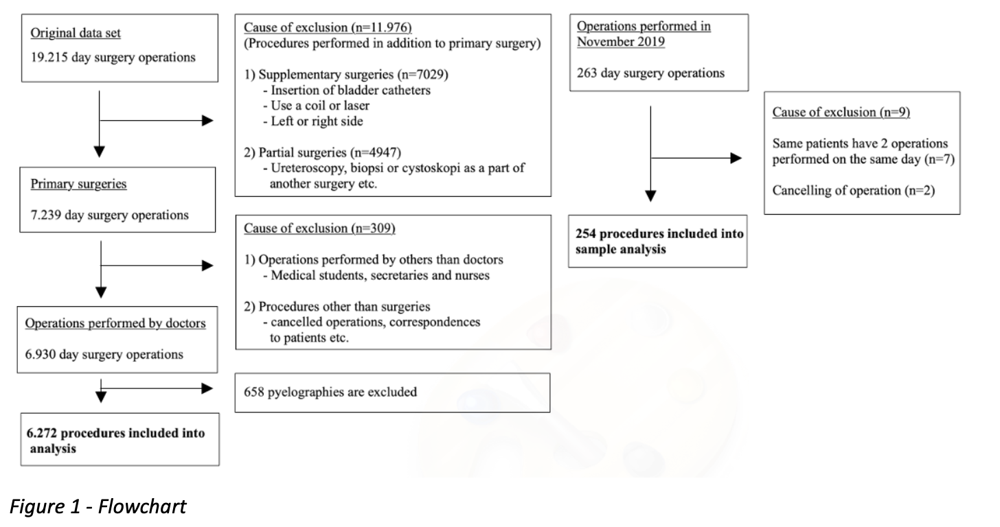 Original data set
19.215 day surgery operations
Cause of exclusion (n=11.976)
(Procedures performed in addition to primary surgery)
1) Supplementary surgeries (n=7029)
- Insertion of bladder catheters
- Use a coil or laser
- Left or right side
2) Partial surgeries (n=4947)
- Ureteroscopy, biopsi or cystoskopi as a part of
another surgery etc.
Primary surgeries
7.239 day surgery operations
Cause of exclusion (n=309)
1) Operations performed by others than doctors
- Medical students, secretaries and nurses
2) Procedures other than surgeries
- cancelled operations, correspondences
to patients etc.
Operations performed by doctors
6.930 day surgery operations
658 pyelographies are excluded
6.272 procedures included into
analysis
Operations performed in
November 2019
263 day surgery operations
Cause of exclusion (n=9)
Same patients have 2 operations
performed on the same day (n=7)
Cancelling of operation (n=2)
254 procedures included into
sample analysis
Figure 1 - Flowchart